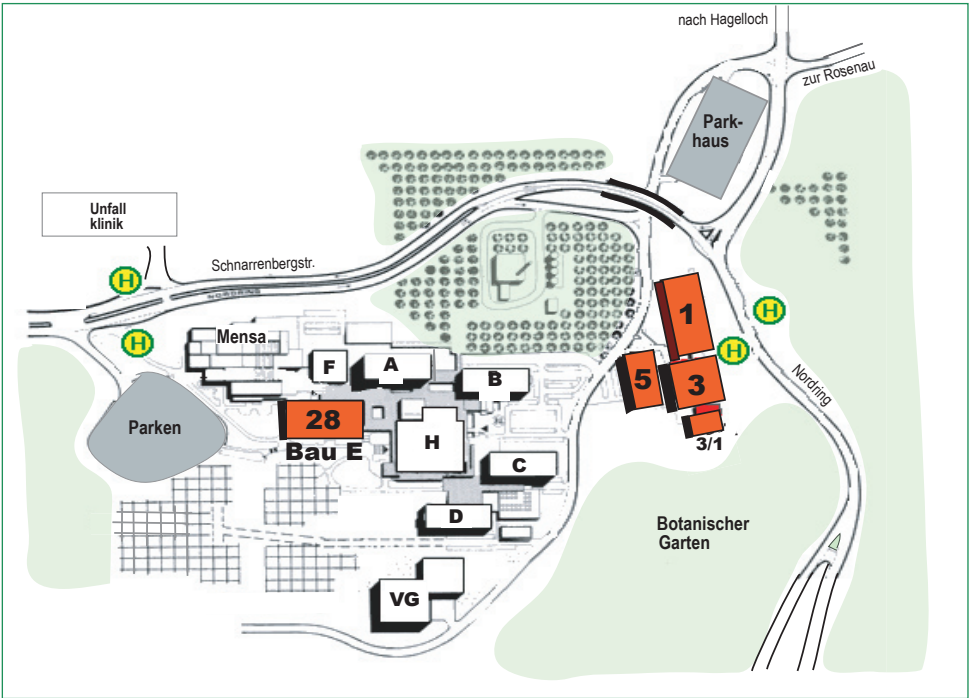 nach Hagelloch
zur Rosenau
Park-
haus
Unfall
klinik
H
Schnarrenbergstr.
NORDRING
H
1
H
Mensa
H
F
A
B
5
3
Nordring
28
Bau E
H
3/1
Parken
C
D
Botanischer
Garten
VG